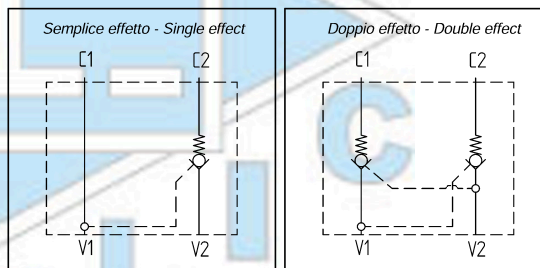 Semplice effetto - Single effect
C1 C2
V1 V2
Doppio effetto - Double effect
C1 C2
V1 V2
C